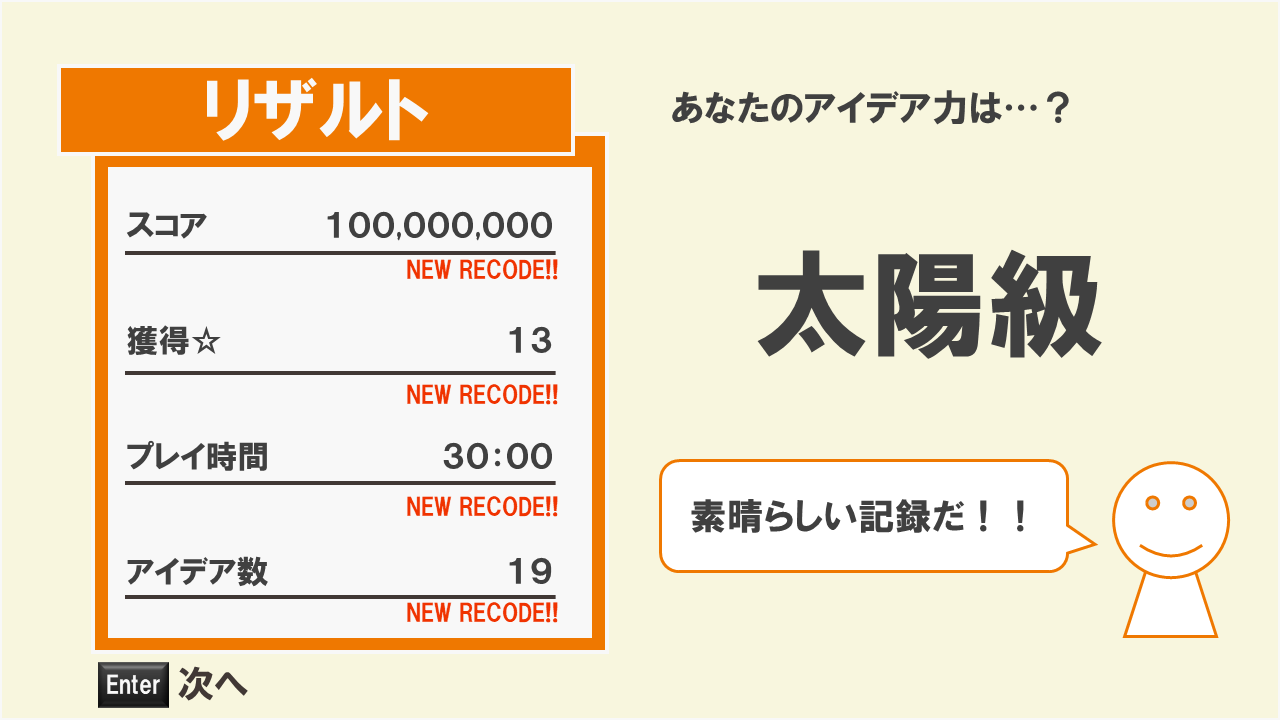 リザルト
スコア 100,000,000
NEW RECODE!!
獲得☆ 13
NEW RECODE!!
プレイ時間 30:00
NEW RECODE!!
アイデア数 19
NEW RECODE!!
Enter 次へ
あなたのアイデア力は…？
太陽級
素晴らしい記録だ！！